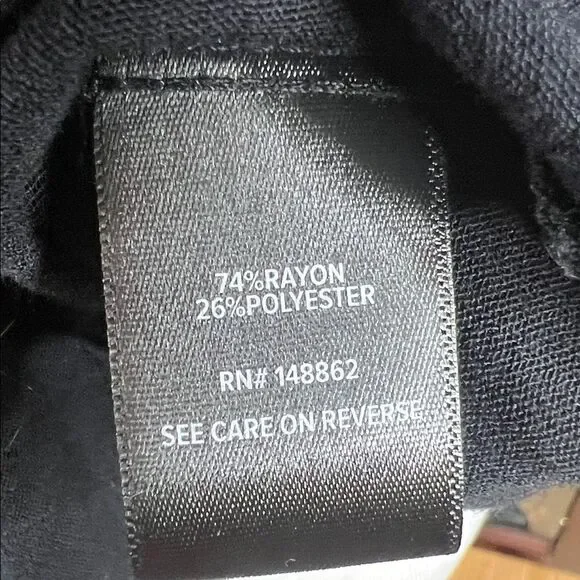 74%RAYON
26%POLYESTER
RN# 148862
SEE CARE ON REVERSE